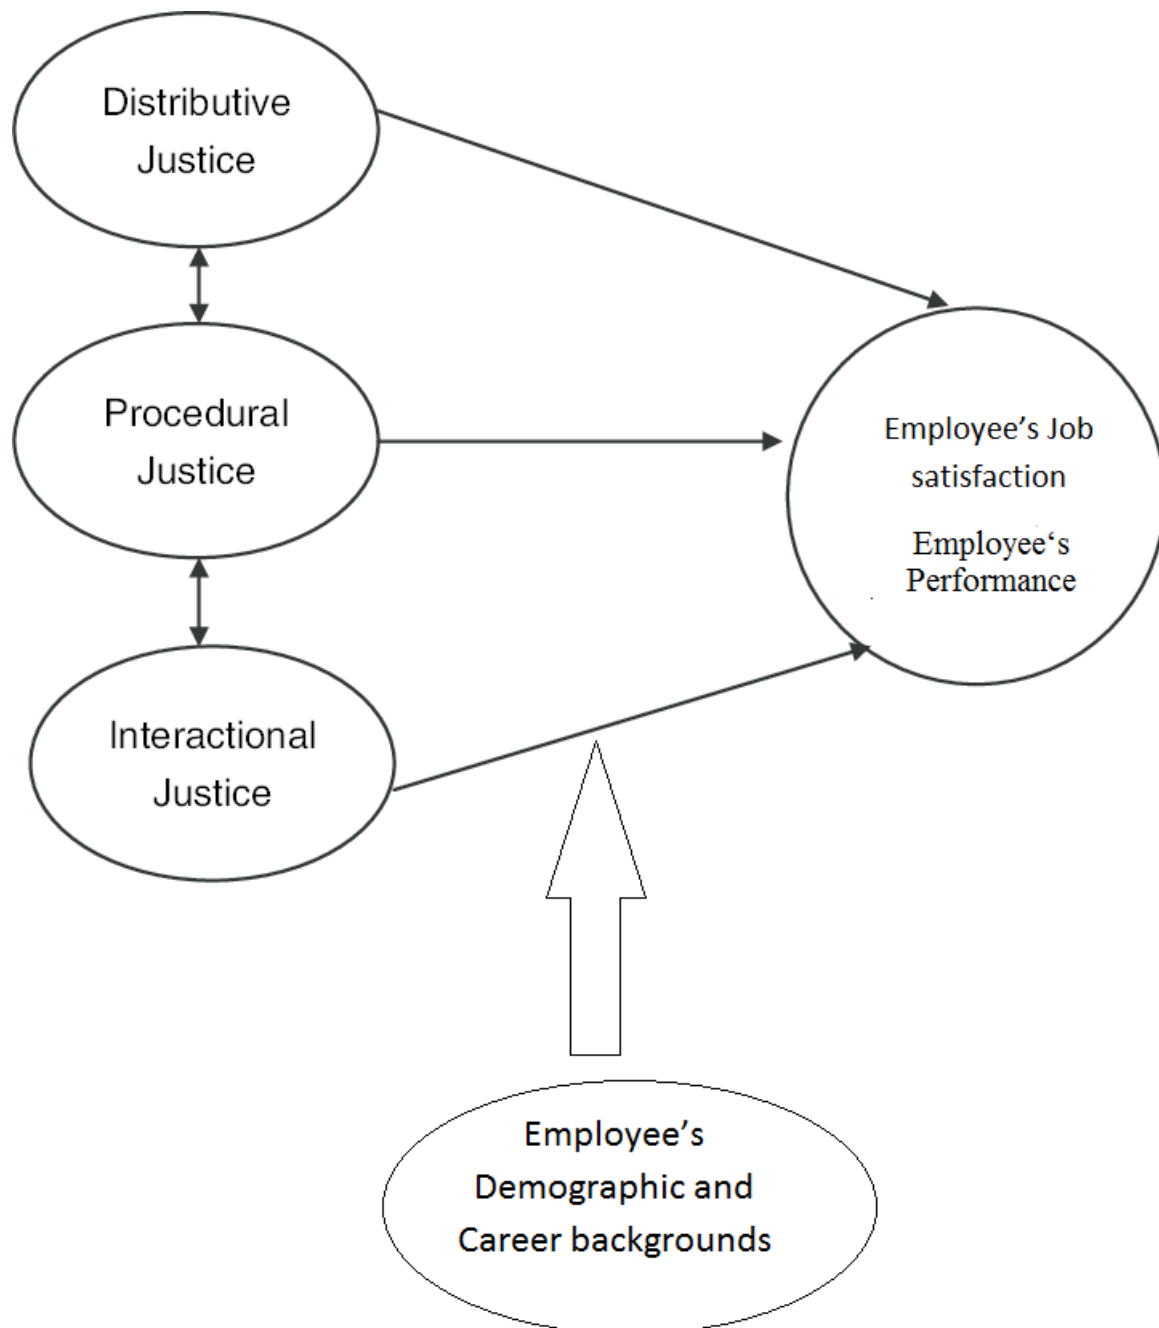 Distributive
Justice
Procedural
Justice
Interactional
Justice
Employee’s Job
satisfaction
Employee‘s
Performance
Employee’s
Demographic and
Career backgrounds